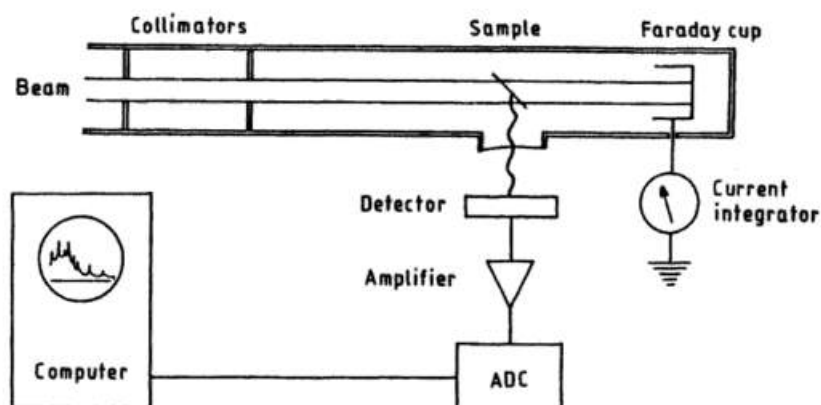 Collimators
Sample
Faraday cup
Beam
Detector
Current
integrator
Amplifier
Computer
ADC